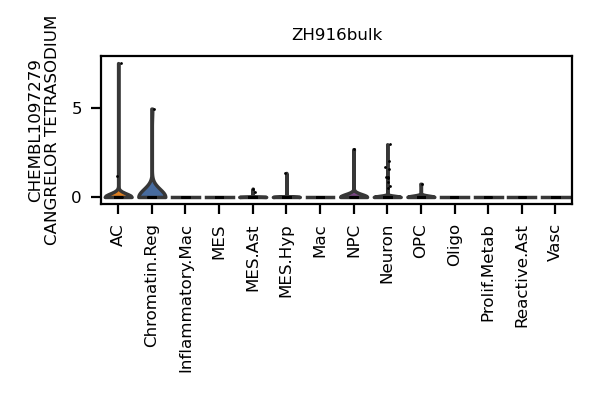 ZH916bulk
CHEMBL1097279
CANGRELOR TETRASODIUM
5
0
AC
Chromatin.Reg
Inflammatory.Mac
MES
MES.Ast
MES.Hyp
Mac
NPC
Neuron
OPC
Oligo
Prolif.Metab
Reactive.Ast
Vasc